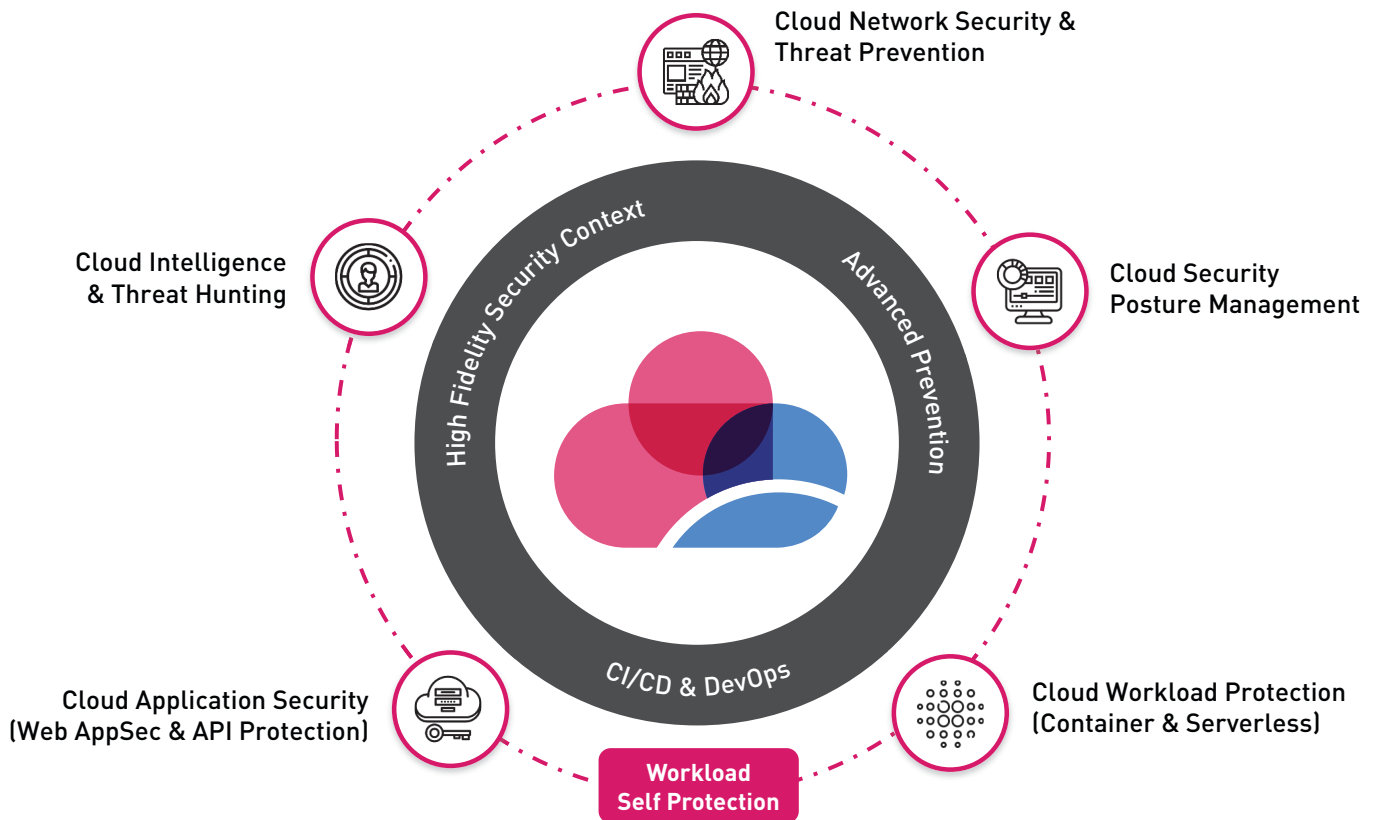 Cloud Network Security &
Threat Prevention
Cloud Intelligence
& Threat Hunting
Cloud Security
Posture Management
High Fidelity Security Context
Advanced Prevention
CI/CD & DevOps
Cloud Application Security
(Web AppSec & API Protection)
Cloud Workload Protection
(Container & Serverless)
Workload
Self Protection